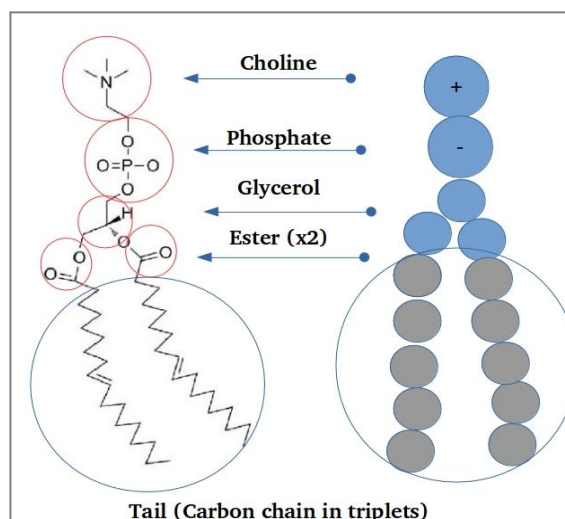 Choline
N
+
Phosphate
O
O=P-O
O
-
Glycerol
H
Ester (x2)
O
O
O
O
Tail (Carbon chain in triplets)